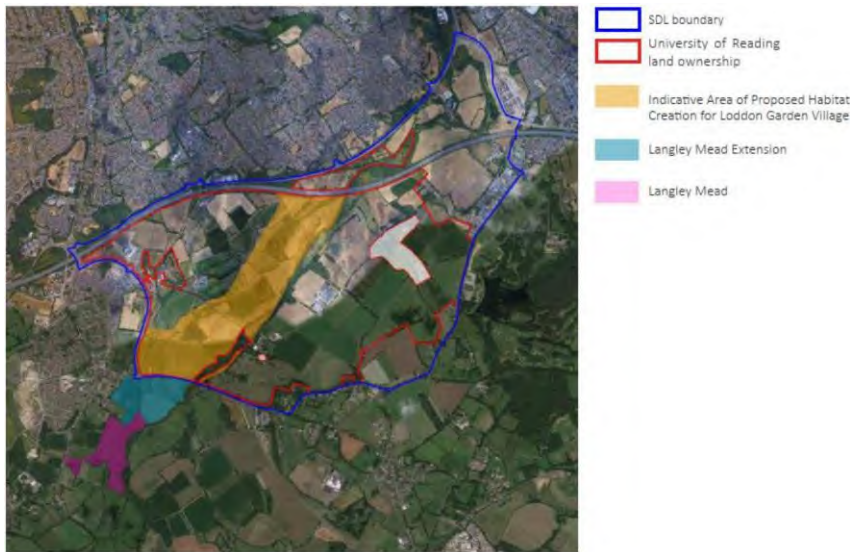 SDL boundary
University of Reading
land ownership
Indicative Area of Proposed Habitat
Creation for Loddon Garden Village
Langley Mead Extension
Langley Mead